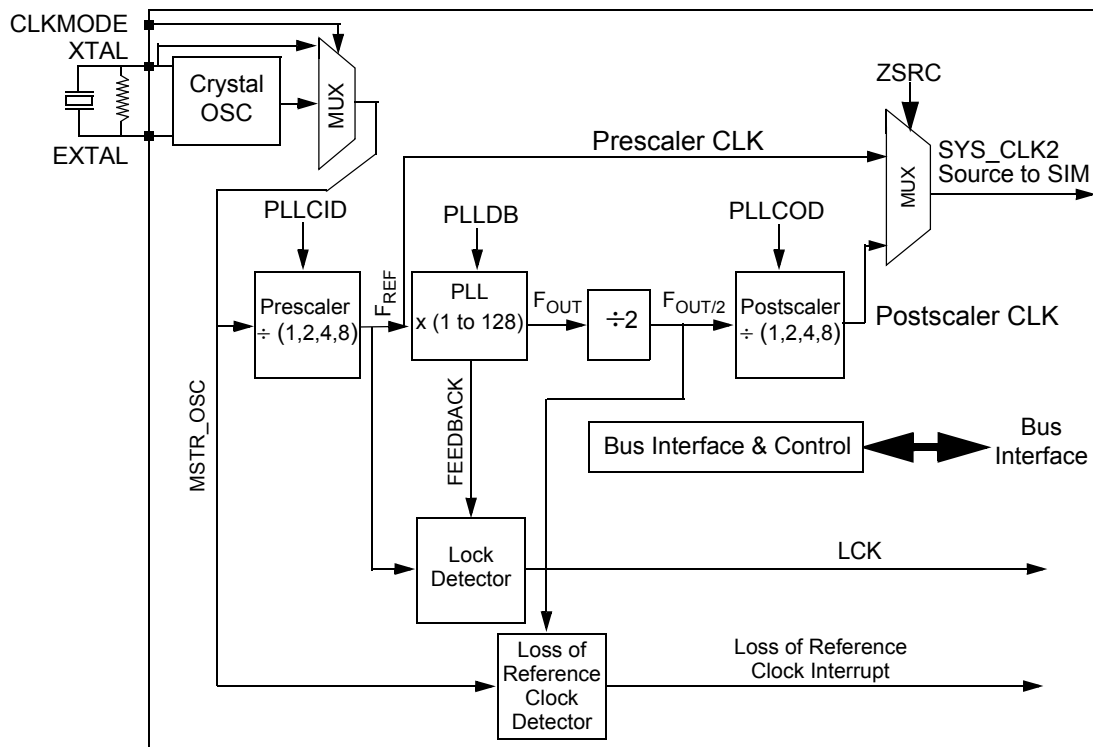 CLKMODE
XTAL
EXTAL
Crystal
OSC
MUX
ZSRC
Prescaler CLK
MUX
SYS_CLK2
Source to SIM
PLLCID
PLLDB
PLLCOD
Prescaler
÷ (1,2,4,8)
FREF
PLL
x (1 to 128)
FOUT
÷2
FOUT/2
Postscaler
÷ (1,2,4,8)
Postscaler CLK
MSTR_OSC
FEEDBACK
Bus Interface & Control
Bus
Interface
Lock
Detector
LCK
Loss of
Reference
Clock
Detector
Loss of Reference
Clock Interrupt